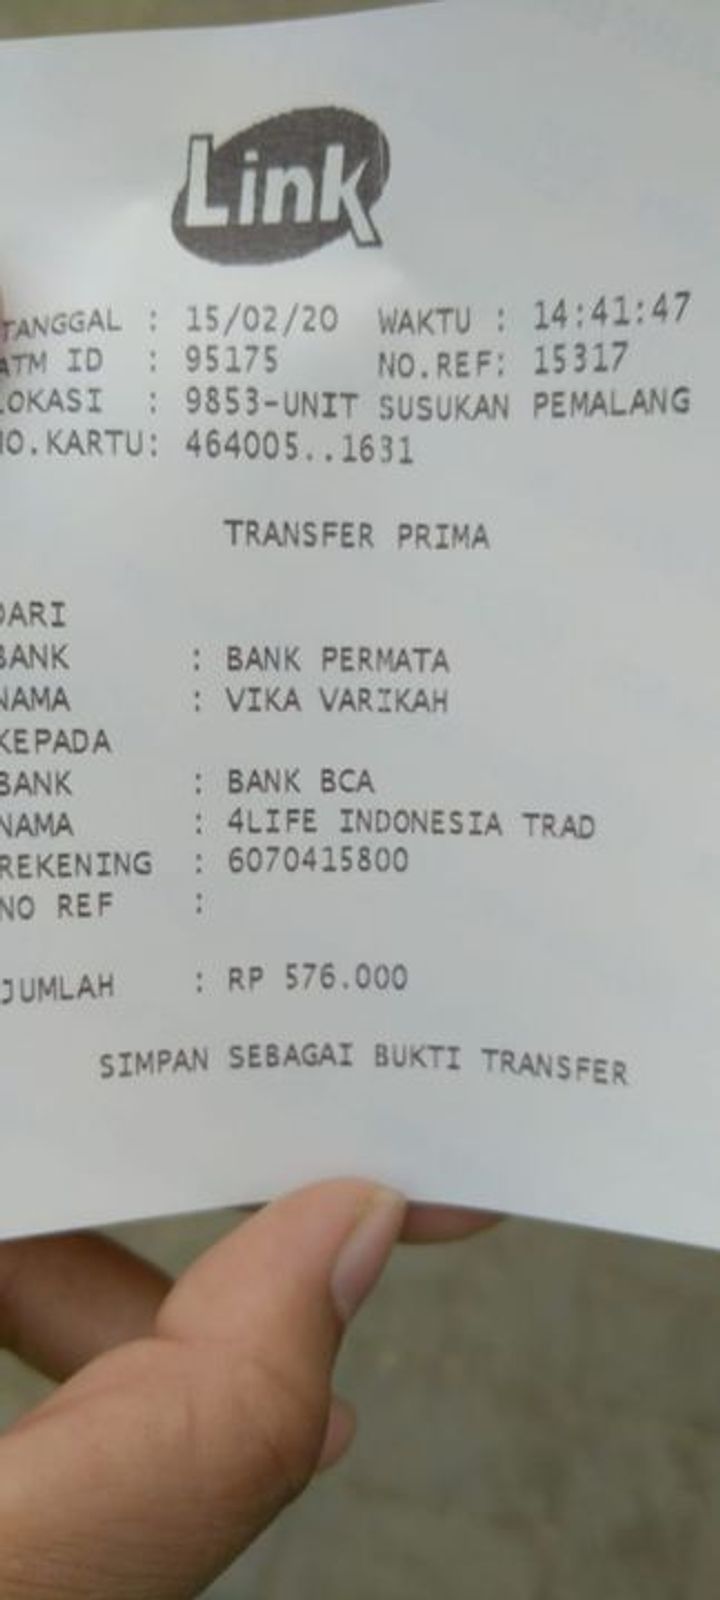 Link
TANGGAL : 15/02/20 WAKTU : 14:41:47
ATM ID : 95175 NO.REF: 15317
LOKASI : 9853-UNIT SUSUKAN PEMALANG
NO.KARTU: 464005..1631
TRANSFER PRIMA
DARI
BANK : BANK PERMATA
NAMA : VIKA VARIKAH
KEPADA
BANK : BANK BCA
NAMA : 4LIFE INDONESIA TRAD
REKENING : 6070415800
NO REF :
JUMLAH : RP 576.000
SIMPAN SEBAGAI BUKTI TRANSFER